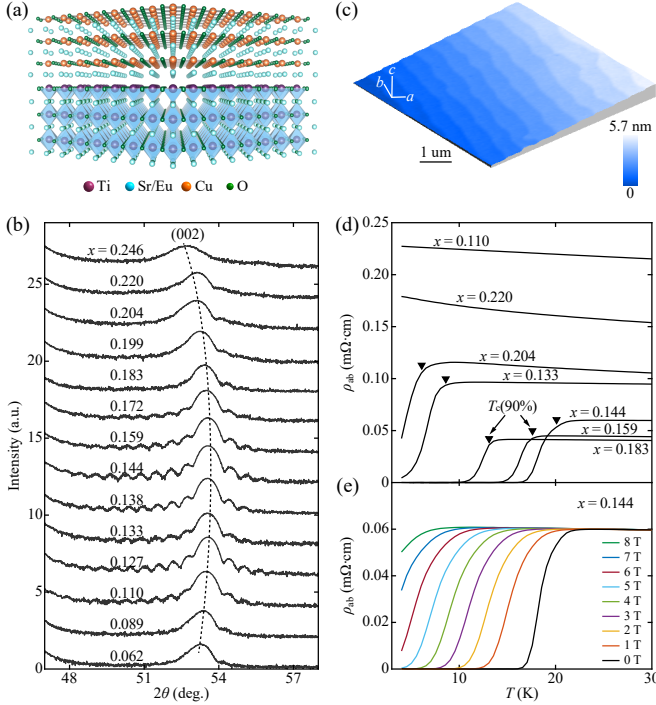 (a)
Ti Sr/Eu Cu O
(b)
(002)
x = 0.246
0.220
0.204
0.199
0.183
0.172
0.159
0.144
0.138
0.133
0.127
0.110
0.089
0.062
25
20
15
10
5
0
Intensity (a.u.)
48 51 54 57
2θ (deg.)
(c)
c
b
a
1 um
5.7 nm
0
(d)
0.25
0.20
0.15
0.10
0.05
0
ρab (mΩ·cm)
x = 0.110
x = 0.220
x = 0.204
x = 0.133
Tc(90%)
x = 0.144
x = 0.159
x = 0.183
(e)
x = 0.144
0.06
0.04
0.02
0
ρab (mΩ·cm)
8 T
7 T
6 T
5 T
4 T
3 T
2 T
1 T
0 T
10 20 30
T (K)